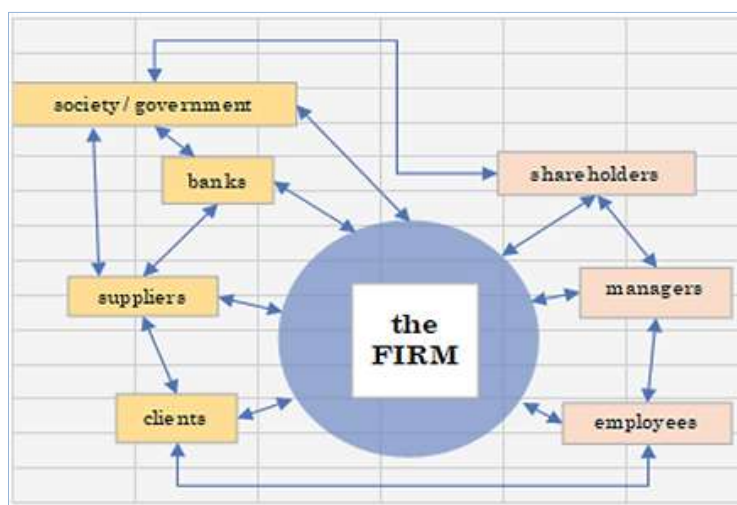 society / government
banks
shareholders
suppliers
managers
the
FIRM
clients
employees